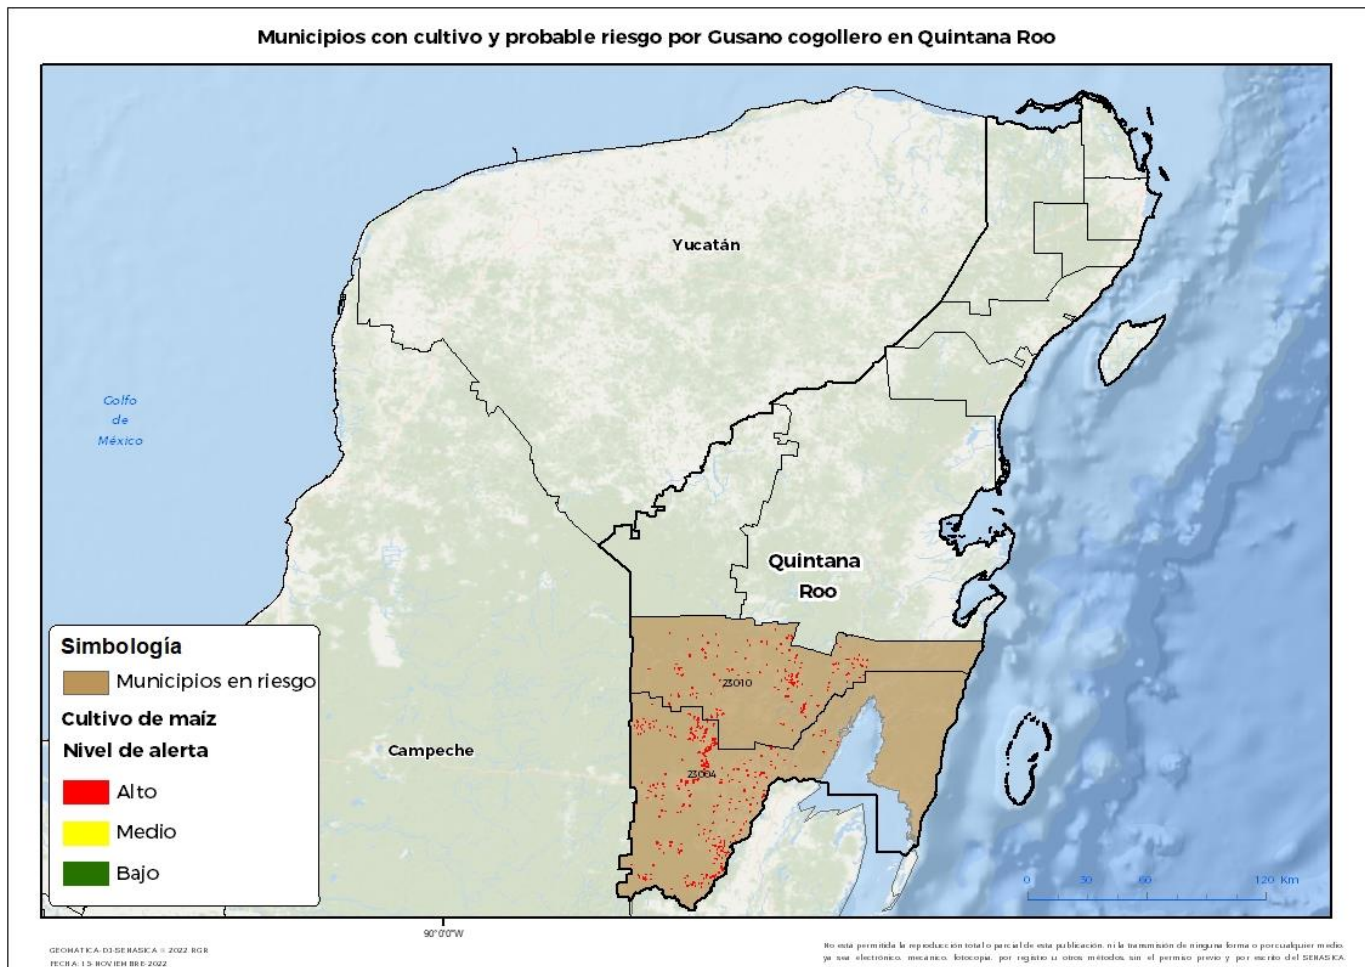 Municipios con cultivo y probable riesgo por Gusano cogollero en Quintana Roo
Yucatán
Golfo
de
México
Quintana
Roo
23010
23004
Campeche
Simbología
Municipios en riesgo
Cultivo de maíz
Nivel de alerta
Alto
Medio
Bajo
0 30 60 120 Km
90°0'0"W
GEOMATICA-DJ-SENASICA © 2022 RGR
FECHA: 15-NOVIEMBRE-2022
No está permitida la reproducción total o parcial de esta publicación, ni la transmisión de ninguna forma o por cualquier medio,
ya sea electrónico, mecánico, fotocopia, por registro u otros métodos, sin el permiso previo y por escrito del SENASICA.